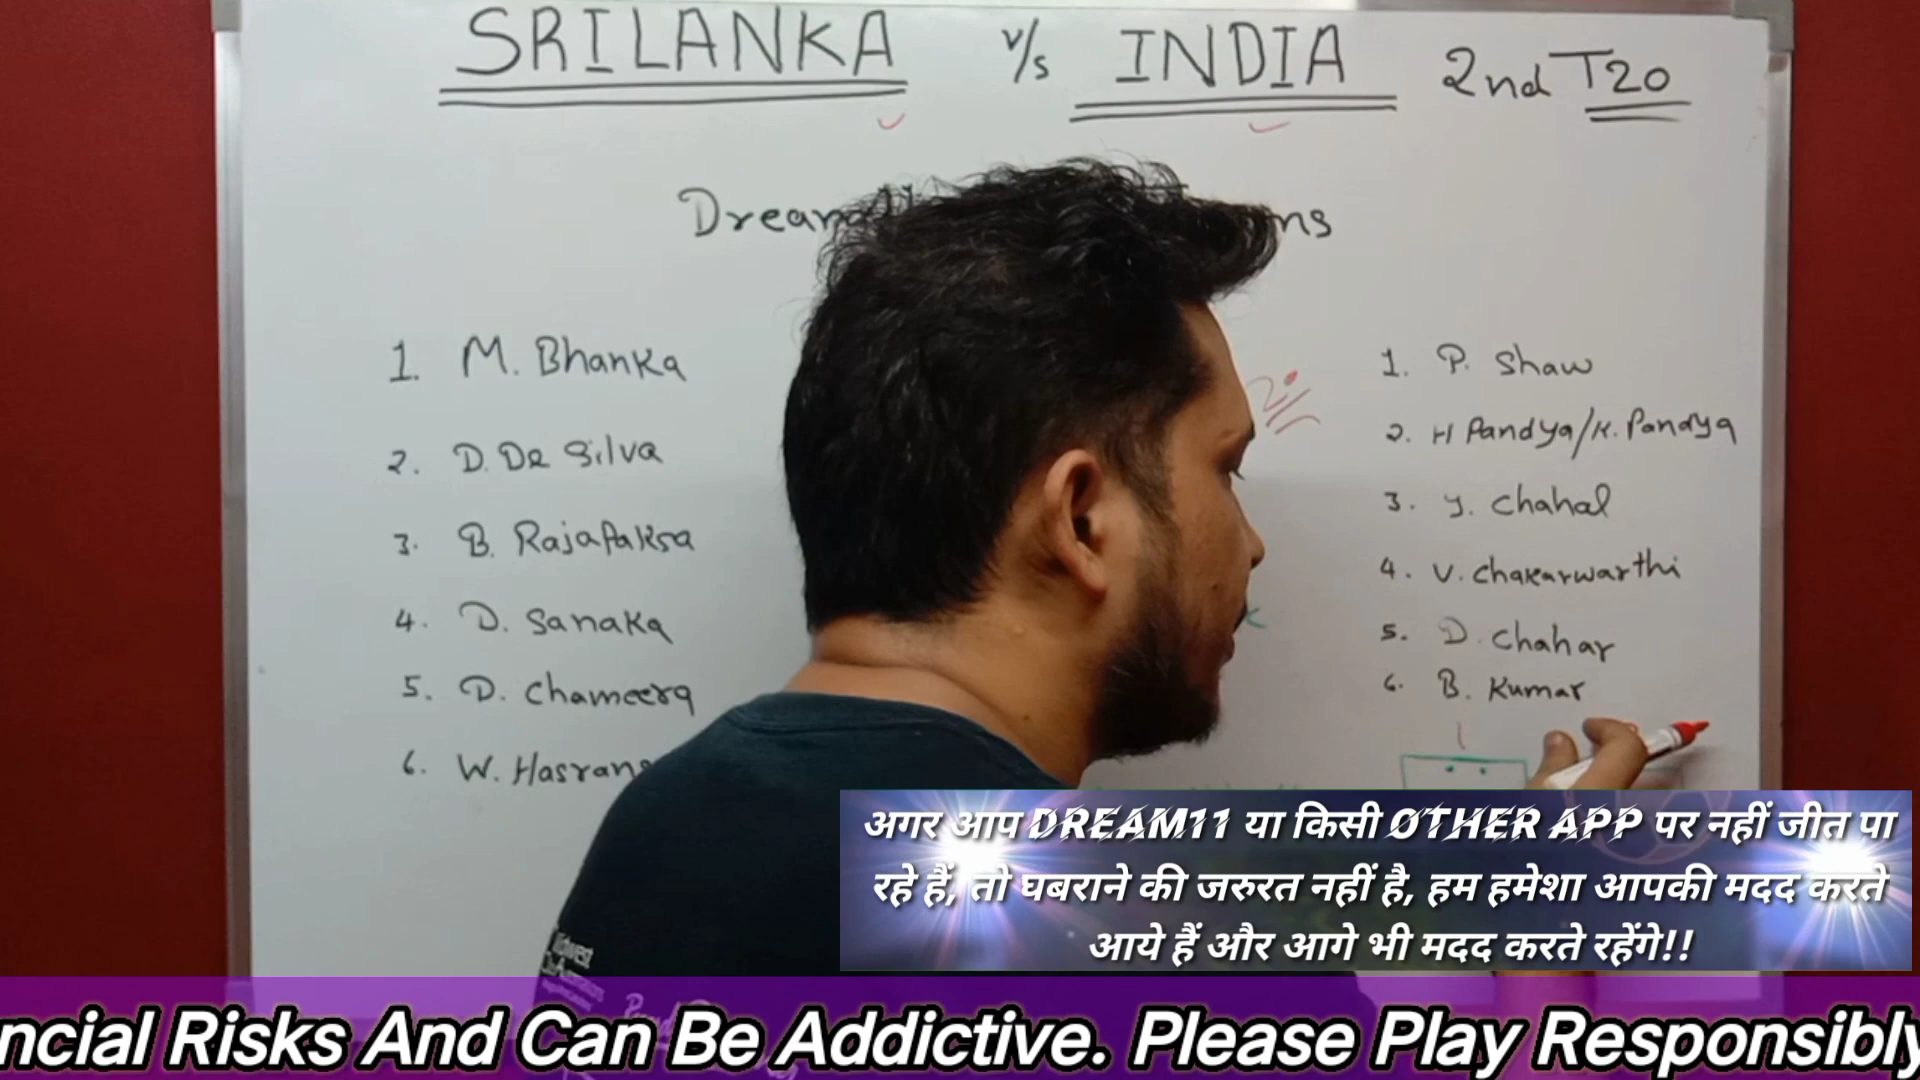 SRILANKA v/s INDIA 2nd T20
1. M. Bhanka
2. D. De Silva
3. B. Rajapaksa
4. D. Sanaka
5. D. Chameera
6. W. Hasran
1. P. Shaw
2. H Pandya/K. Pandya
3. Y. Chahal
4. V. Chakarwarthi
5. D. Chahar
6. B. Kumar
अगर आप DREAM11 या किसी OTHER APP पर नहीं जीत पा
रहे हैं, तो घबराने की जरुरत नहीं है, हम हमेशा आपकी मदद करते
आये हैं और आगे भी मदद करते रहेंगे!!
ncial Risks And Can Be Addictive. Please Play Responsibly